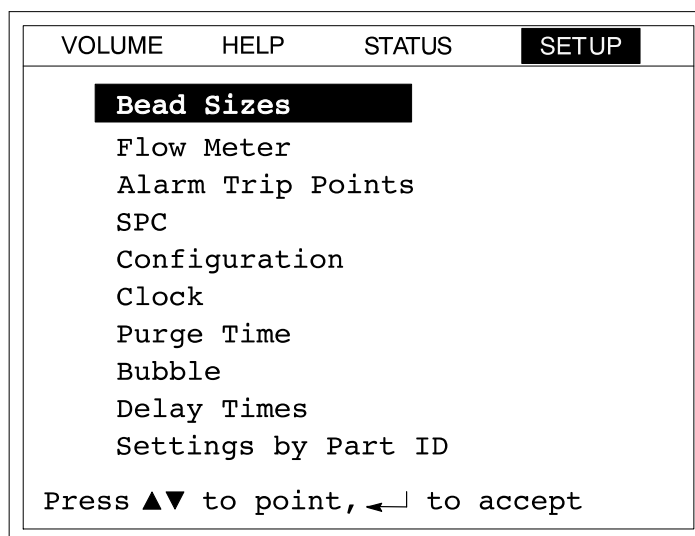 VOLUME HELP STATUS SETUP
Bead Sizes
Flow Meter
Alarm Trip Points
SPC
Configuration
Clock
Purge Time
Bubble
Delay Times
Settings by Part ID
Press ▲▼ to point, ↵ to accept